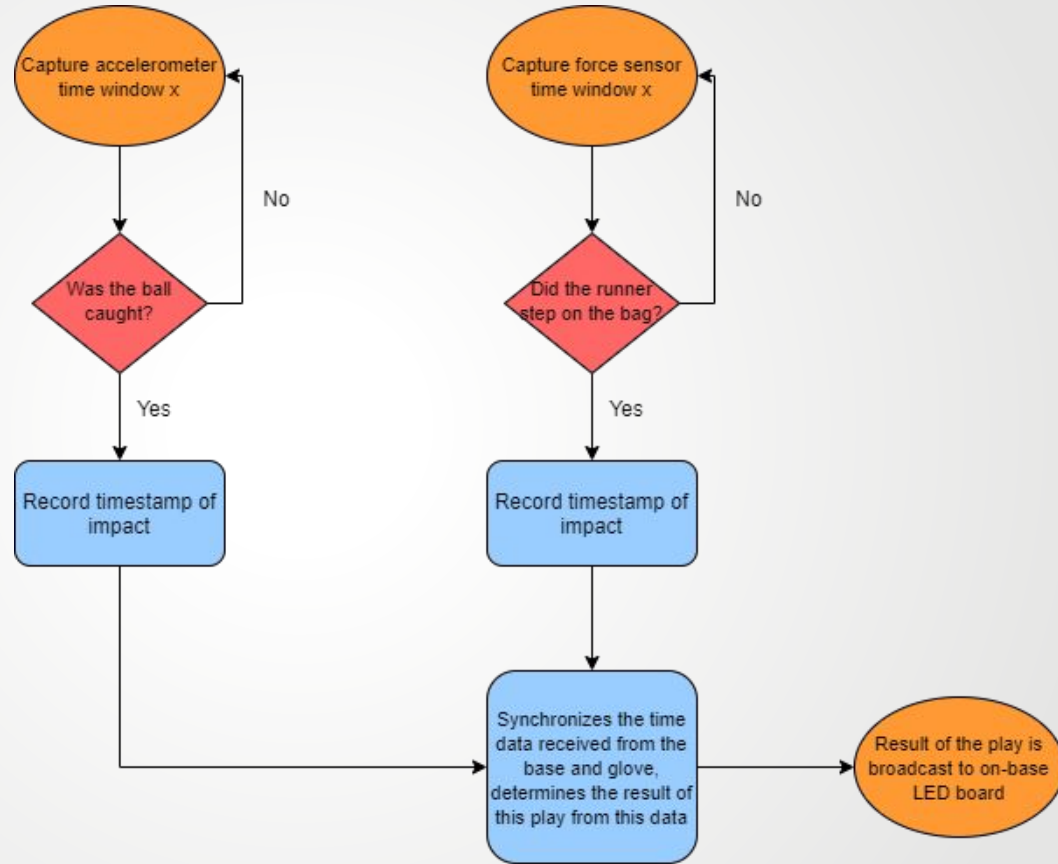 Capture accelerometer
time window x
Capture force sensor
time window x
No
No
Was the ball
caught?
Did the runner
step on the bag?
Yes
Yes
Record timestamp of
impact
Record timestamp of
impact
Synchronizes the time
data received from the
base and glove,
determines the result of
this play from this data
Result of the play is
broadcast to on-base
LED board